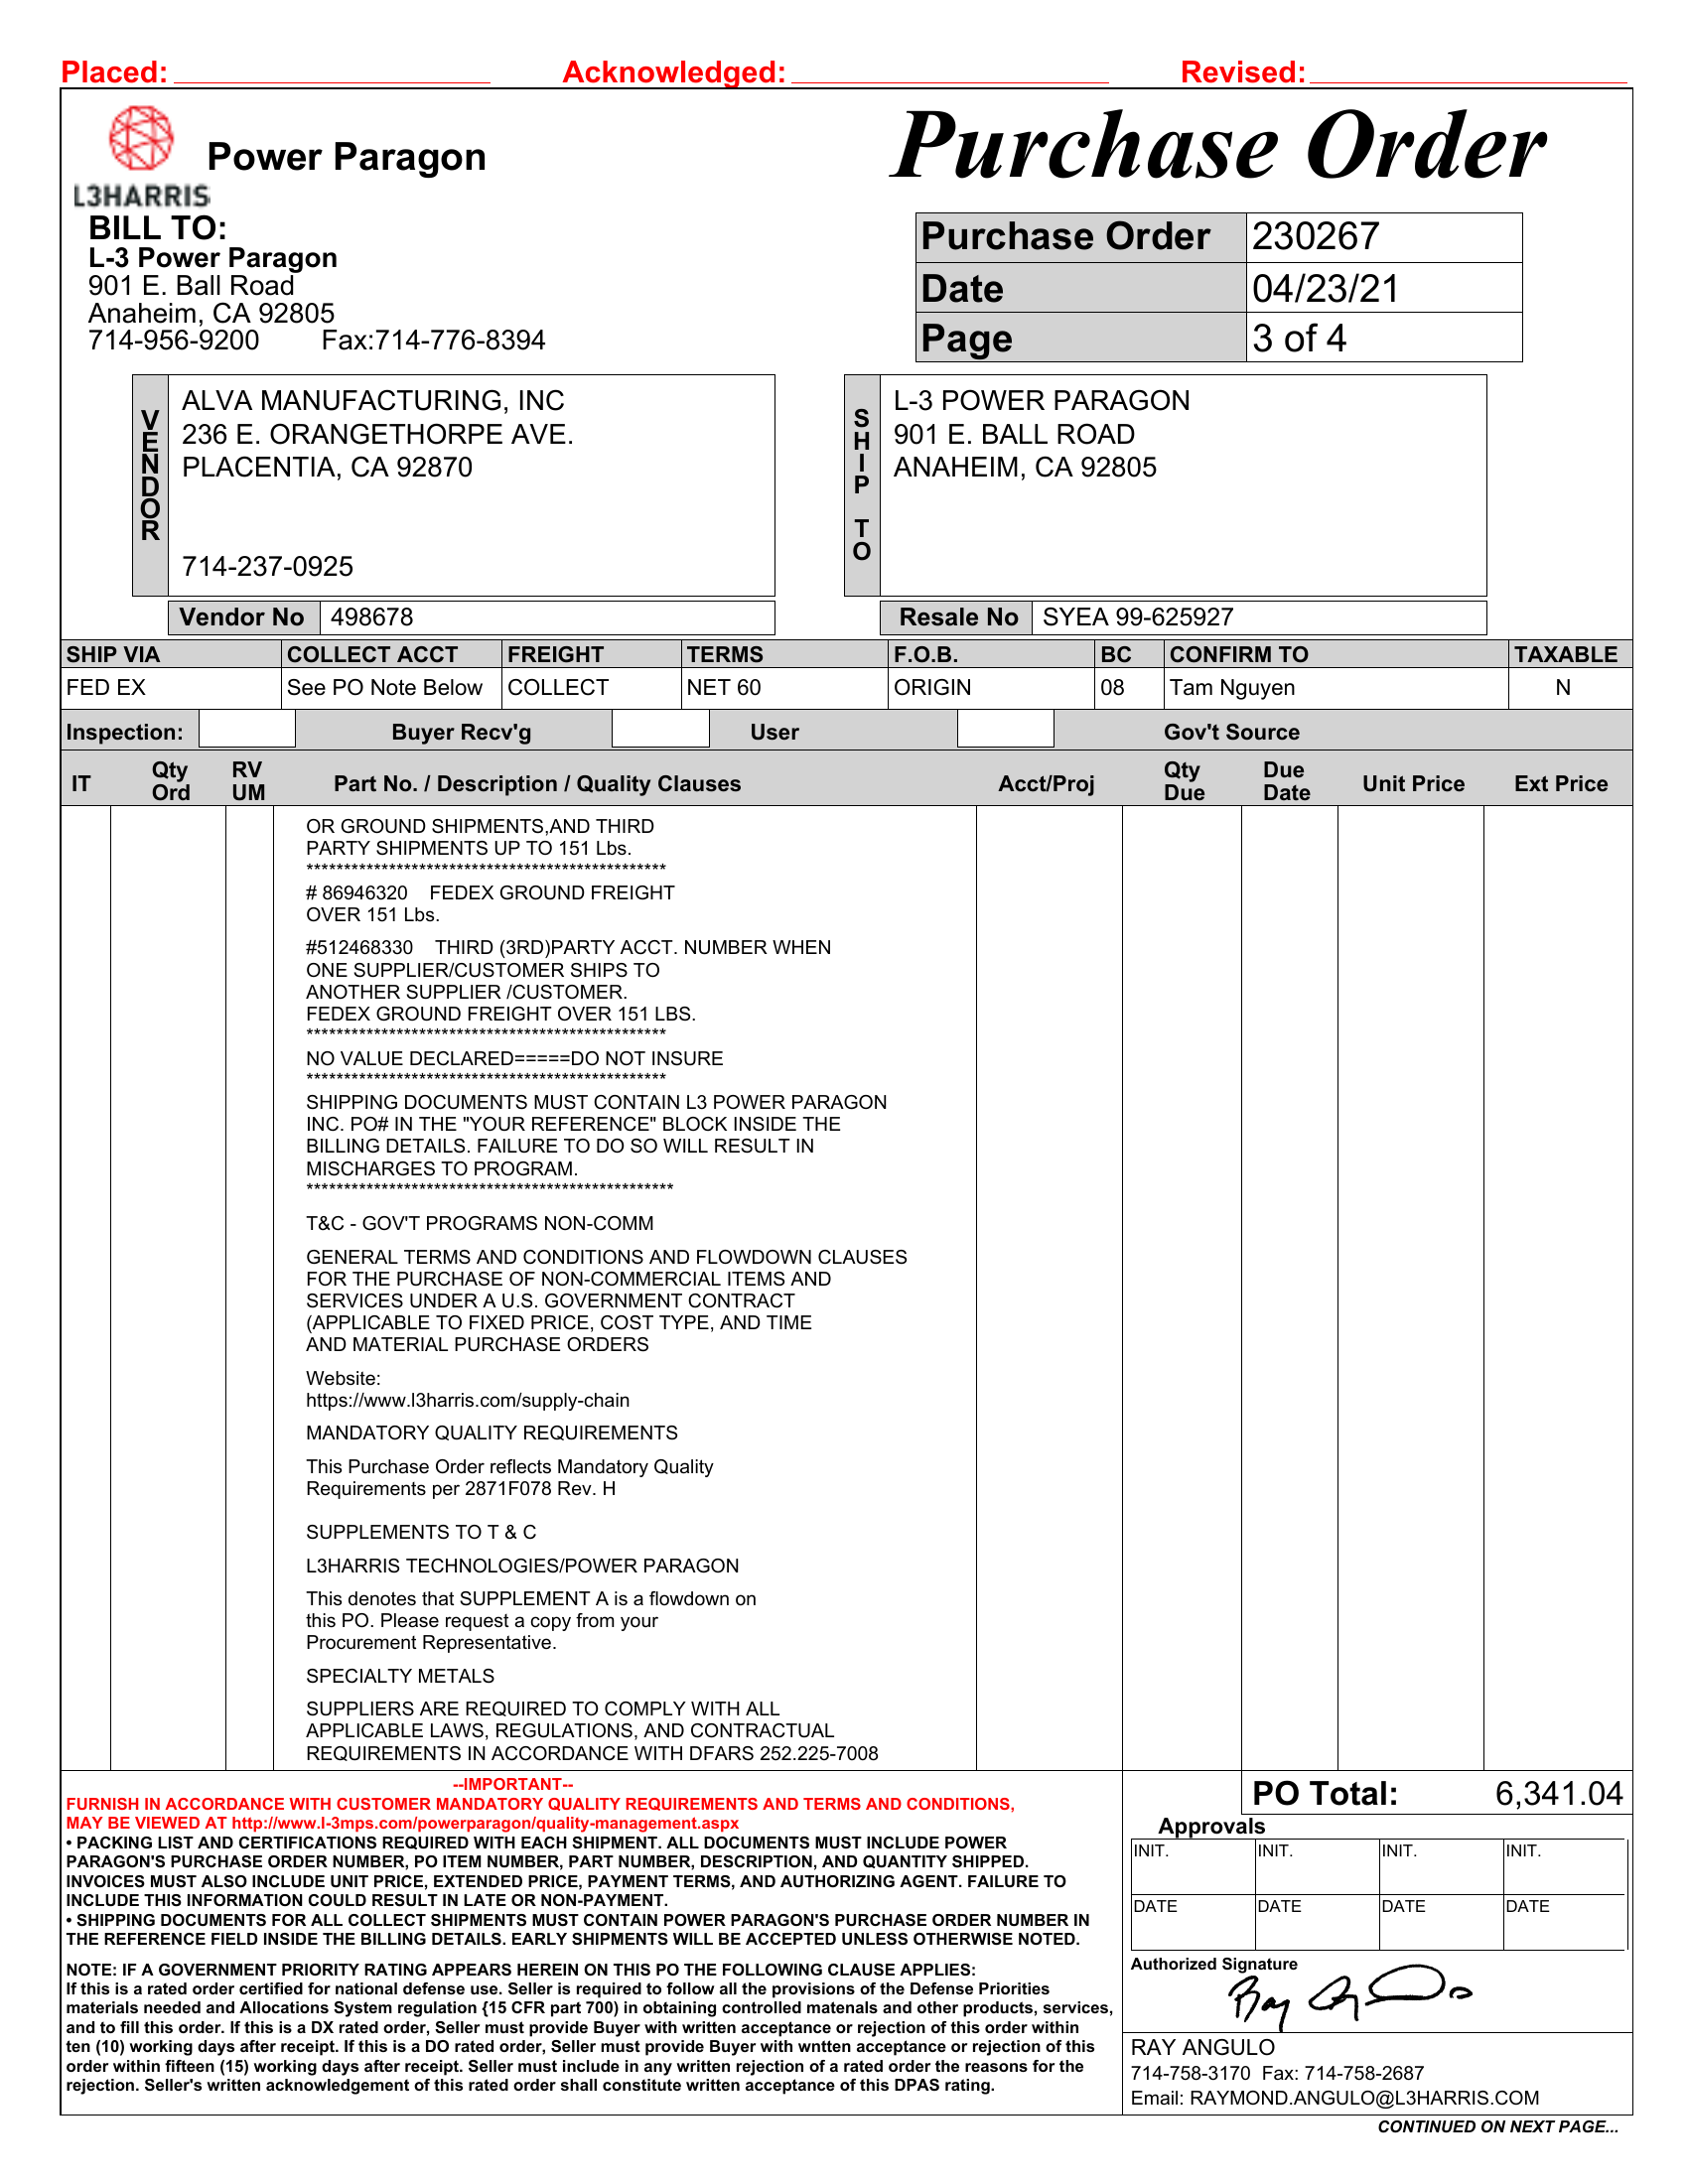 Placed: Acknowledged: Revised:
L3HARRIS
Power Paragon
Purchase Order
BILL TO:
L-3 Power Paragon
901 E. Ball Road
Anaheim, CA 92805
714-956-9200 Fax:714-776-8394
Purchase Order 230267
Date 04/23/21
Page 3 of 4
VENDOR
ALVA MANUFACTURING, INC
236 E. ORANGETHORPE AVE.
PLACENTIA, CA 92870
714-237-0925
Vendor No 498678
SHIP TO
L-3 POWER PARAGON
901 E. BALL ROAD
ANAHEIM, CA 92805
Resale No SYEA 99-625927
SHIP VIA COLLECT ACCT FREIGHT TERMS F.O.B. BC CONFIRM TO TAXABLE
FED EX See PO Note Below COLLECT NET 60 ORIGIN 08 Tam Nguyen N
Inspection: Buyer Recv'g User Gov't Source
IT Qty Ord RV UM Part No. / Description / Quality Clauses Acct/Proj Qty Due Due Date Unit Price Ext Price
OR GROUND SHIPMENTS,AND THIRD
PARTY SHIPMENTS UP TO 151 Lbs.
************************************************
# 86946320 FEDEX GROUND FREIGHT
OVER 151 Lbs.
#512468330 THIRD (3RD)PARTY ACCT. NUMBER WHEN
ONE SUPPLIER/CUSTOMER SHIPS TO
ANOTHER SUPPLIER /CUSTOMER.
FEDEX GROUND FREIGHT OVER 151 LBS.
************************************************
NO VALUE DECLARED=====DO NOT INSURE
************************************************
SHIPPING DOCUMENTS MUST CONTAIN L3 POWER PARAGON
INC. PO# IN THE "YOUR REFERENCE" BLOCK INSIDE THE
BILLING DETAILS. FAILURE TO DO SO WILL RESULT IN
MISCHARGES TO PROGRAM.
*************************************************
T&C - GOV'T PROGRAMS NON-COMM
GENERAL TERMS AND CONDITIONS AND FLOWDOWN CLAUSES
FOR THE PURCHASE OF NON-COMMERCIAL ITEMS AND
SERVICES UNDER A U.S. GOVERNMENT CONTRACT
(APPLICABLE TO FIXED PRICE, COST TYPE, AND TIME
AND MATERIAL PURCHASE ORDERS
Website:
https://www.l3harris.com/supply-chain
MANDATORY QUALITY REQUIREMENTS
This Purchase Order reflects Mandatory Quality
Requirements per 2871F078 Rev. H
SUPPLEMENTS TO T & C
L3HARRIS TECHNOLOGIES/POWER PARAGON
This denotes that SUPPLEMENT A is a flowdown on
this PO. Please request a copy from your
Procurement Representative.
SPECIALTY METALS
SUPPLIERS ARE REQUIRED TO COMPLY WITH ALL
APPLICABLE LAWS, REGULATIONS, AND CONTRACTUAL
REQUIREMENTS IN ACCORDANCE WITH DFARS 252.225-7008
--IMPORTANT--
FURNISH IN ACCORDANCE WITH CUSTOMER MANDATORY QUALITY REQUIREMENTS AND TERMS AND CONDITIONS,
MAY BE VIEWED AT http://www.l-3mps.com/powerparagon/quality-management.aspx
• PACKING LIST AND CERTIFICATIONS REQUIRED WITH EACH SHIPMENT. ALL DOCUMENTS MUST INCLUDE POWER
PARAGON'S PURCHASE ORDER NUMBER, PO ITEM NUMBER, PART NUMBER, DESCRIPTION, AND QUANTITY SHIPPED.
INVOICES MUST ALSO INCLUDE UNIT PRICE, EXTENDED PRICE, PAYMENT TERMS, AND AUTHORIZING AGENT. FAILURE TO
INCLUDE THIS INFORMATION COULD RESULT IN LATE OR NON-PAYMENT.
• SHIPPING DOCUMENTS FOR ALL COLLECT SHIPMENTS MUST CONTAIN POWER PARAGON'S PURCHASE ORDER NUMBER IN
THE REFERENCE FIELD INSIDE THE BILLING DETAILS. EARLY SHIPMENTS WILL BE ACCEPTED UNLESS OTHERWISE NOTED.
NOTE: IF A GOVERNMENT PRIORITY RATING APPEARS HEREIN ON THIS PO THE FOLLOWING CLAUSE APPLIES:
If this is a rated order certified for national defense use. Seller is required to follow all the provisions of the Defense Priorities
materials needed and Allocations System regulation {15 CFR part 700) in obtaining controlled matenals and other products, services,
and to fill this order. If this is a DX rated order, Seller must provide Buyer with written acceptance or rejection of this order within
ten (10) working days after receipt. If this is a DO rated order, Seller must provide Buyer with wntten acceptance or rejection of this
order within fifteen (15) working days after receipt. Seller must include in any written rejection of a rated order the reasons for the
rejection. Seller's written acknowledgement of this rated order shall constitute written acceptance of this DPAS rating.
PO Total: 6,341.04
Approvals
INIT. INIT. INIT. INIT.
DATE DATE DATE DATE
Authorized Signature
RAY ANGULO
714-758-3170 Fax: 714-758-2687
Email: RAYMOND.ANGULO@L3HARRIS.COM
CONTINUED ON NEXT PAGE...